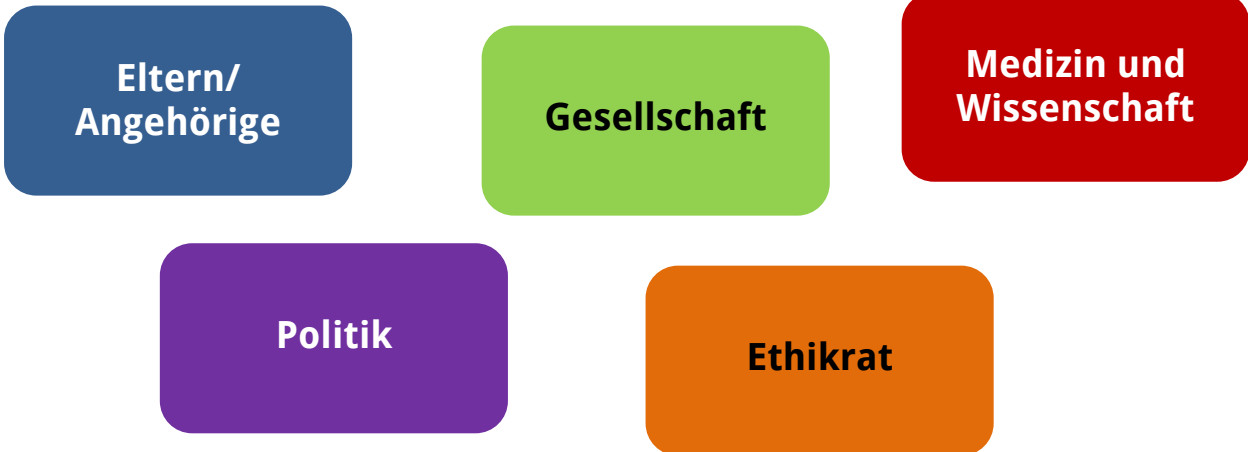 Eltern/
Angehörige
Gesellschaft
Medizin und
Wissenschaft
Politik
Ethikrat